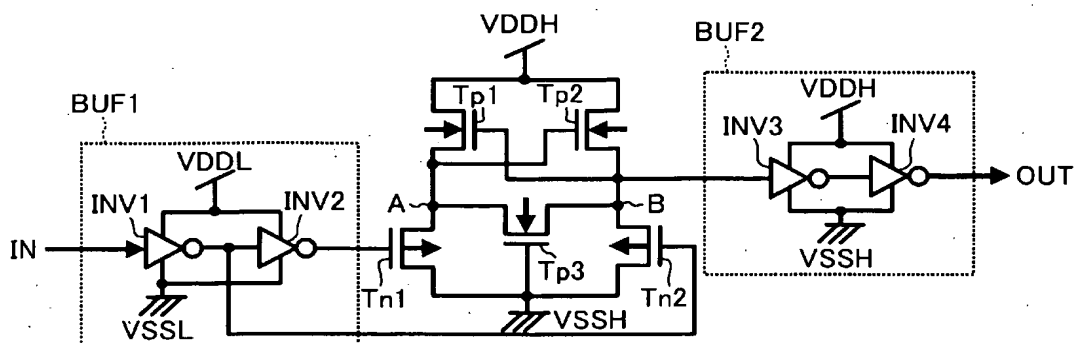 VDDH
BUF2
BUF1
Tp1
Tp2
VDDH
INV3
INV4
VDDL
INV1
INV2
A
B
OUT
IN
Tp3
VSSH
Tn1
Tn2
VSSL
VSSH